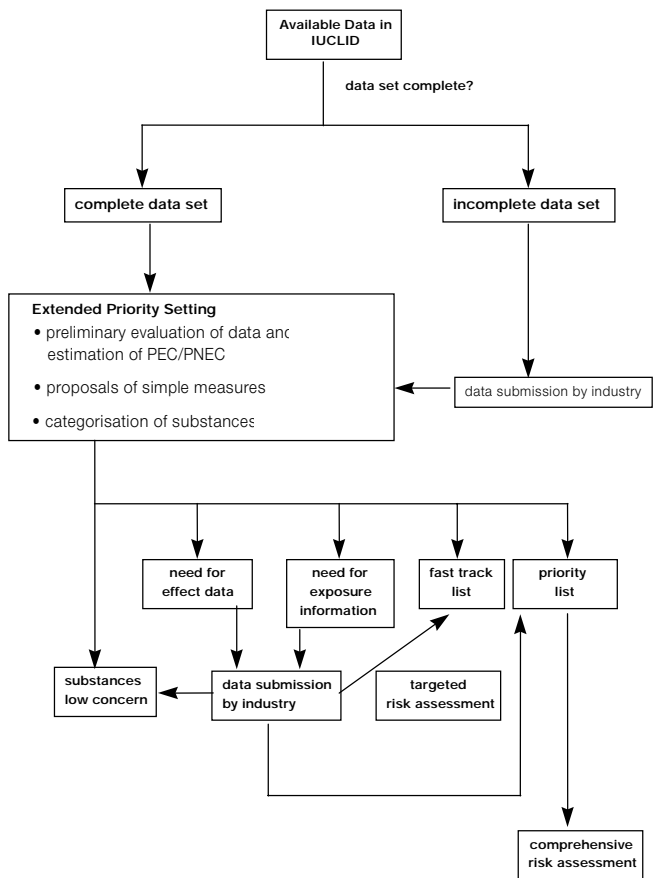 Available Data in
IUCLID
data set complete?
complete data set
incomplete data set
Extended Priority Setting
• preliminary evaluation of data and
estimation of PEC/PNEC
• proposals of simple measures
• categorisation of substances
data submission by industry
need for
effect data
need for
exposure
information
fast track
list
priority
list
substances
low concern
data submission
by industry
targeted
risk assessment
comprehensive
risk assessment